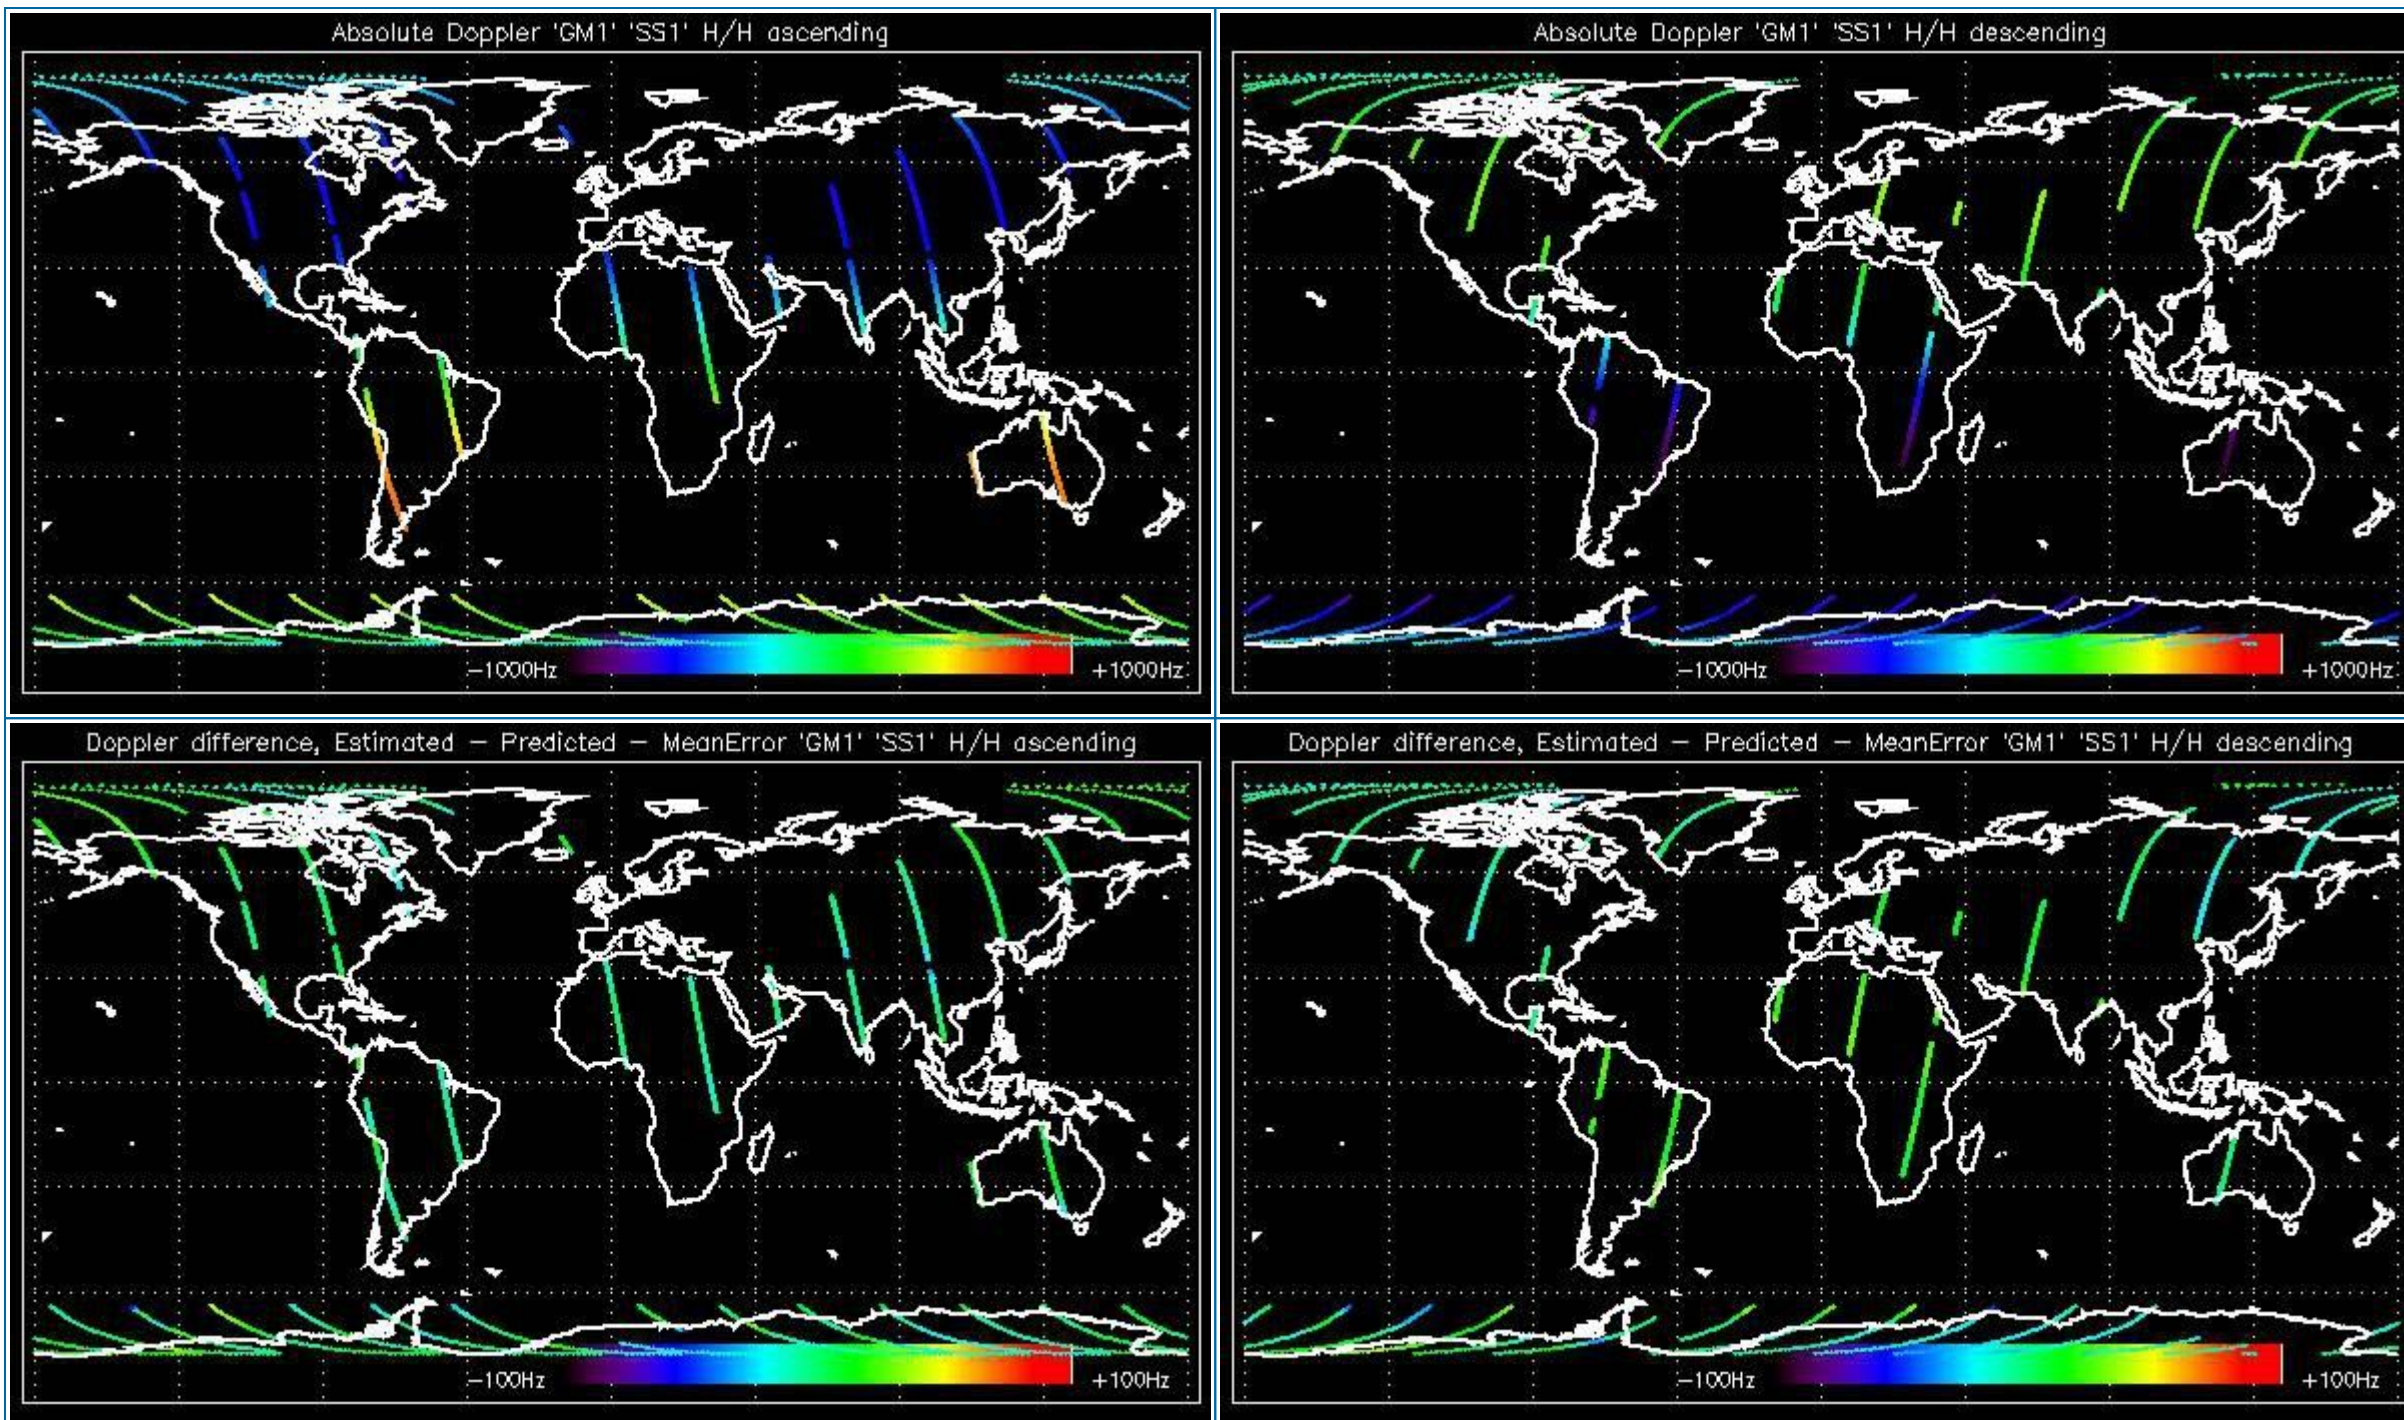 Absolute Doppler 'GM1' 'SS1' H/H ascending
-1000Hz
+1000Hz
Absolute Doppler 'GM1' 'SS1' H/H descending
-1000Hz
+1000Hz
Doppler difference, Estimated - Predicted - MeanError 'GM1' 'SS1' H/H ascending
-100Hz
+100Hz
Doppler difference, Estimated - Predicted - MeanError 'GM1' 'SS1' H/H descending
-100Hz
+100Hz